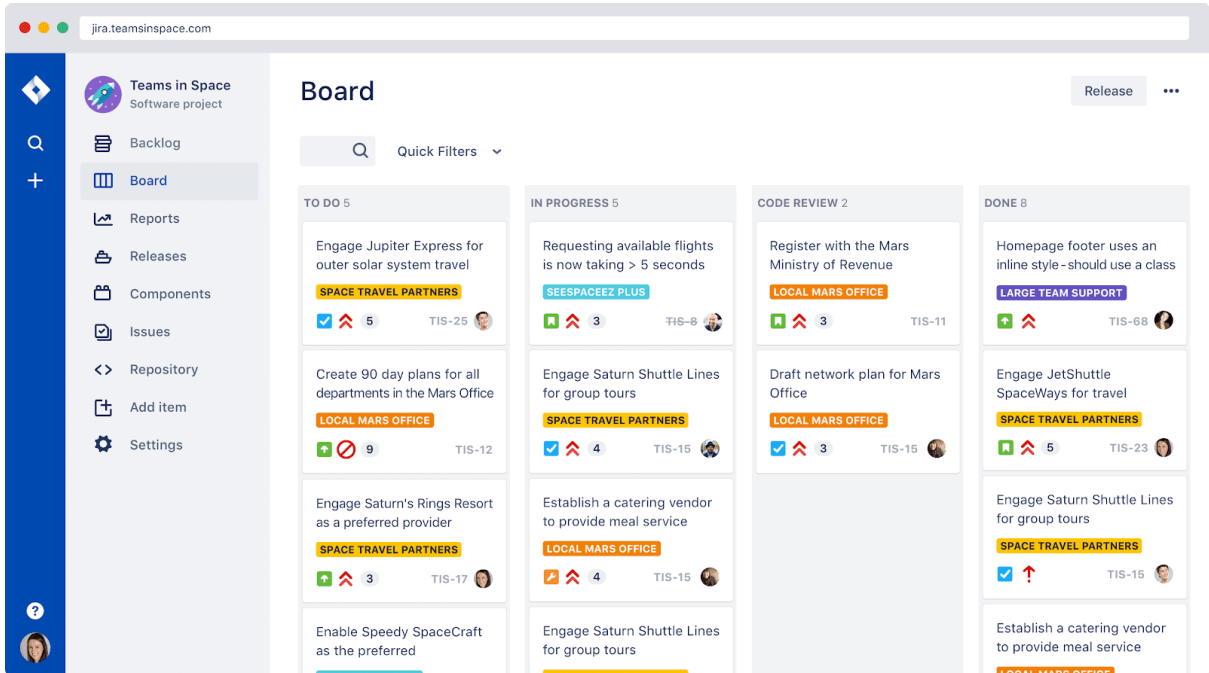 jira.teamsinspace.com
Teams in Space
Software project
Backlog
Board
Reports
Releases
Components
Issues
Repository
Add item
Settings
?
Board
Release
Quick Filters
TO DO 5
Engage Jupiter Express for
outer solar system travel
SPACE TRAVEL PARTNERS
5 TIS-25
Create 90 day plans for all
departments in the Mars Office
LOCAL MARS OFFICE
9 TIS-12
Engage Saturn's Rings Resort
as a preferred provider
SPACE TRAVEL PARTNERS
3 TIS-17
Enable Speedy SpaceCraft
as the preferred
IN PROGRESS 5
Requesting available flights
is now taking > 5 seconds
SEESPACEEZ PLUS
3 TIS-8
Engage Saturn Shuttle Lines
for group tours
SPACE TRAVEL PARTNERS
4 TIS-15
Establish a catering vendor
to provide meal service
LOCAL MARS OFFICE
4 TIS-15
Engage Saturn Shuttle Lines
for group tours
CODE REVIEW 2
Register with the Mars
Ministry of Revenue
LOCAL MARS OFFICE
3 TIS-11
Draft network plan for Mars
Office
LOCAL MARS OFFICE
3 TIS-15
DONE 8
Homepage footer uses an
inline style-should use a class
LARGE TEAM SUPPORT
TIS-68
Engage JetShuttle
SpaceWays for travel
SPACE TRAVEL PARTNERS
5 TIS-23
Engage Saturn Shuttle Lines
for group tours
SPACE TRAVEL PARTNERS
TIS-15
Establish a catering vendor
to provide meal service
LOCAL MARS OFFICE